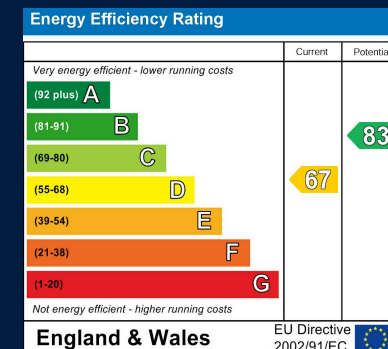 Energy Efficiency Rating
Current Potentia
Very energy efficient - lower running costs
(92 plus) A
(81-91) B
83
(69-80) C
67
(55-68) D
(39-54) E
(21-38) F
(1-20) G
Not energy efficient - higher running costs
England & Wales
EU Directive
2002/91/EC